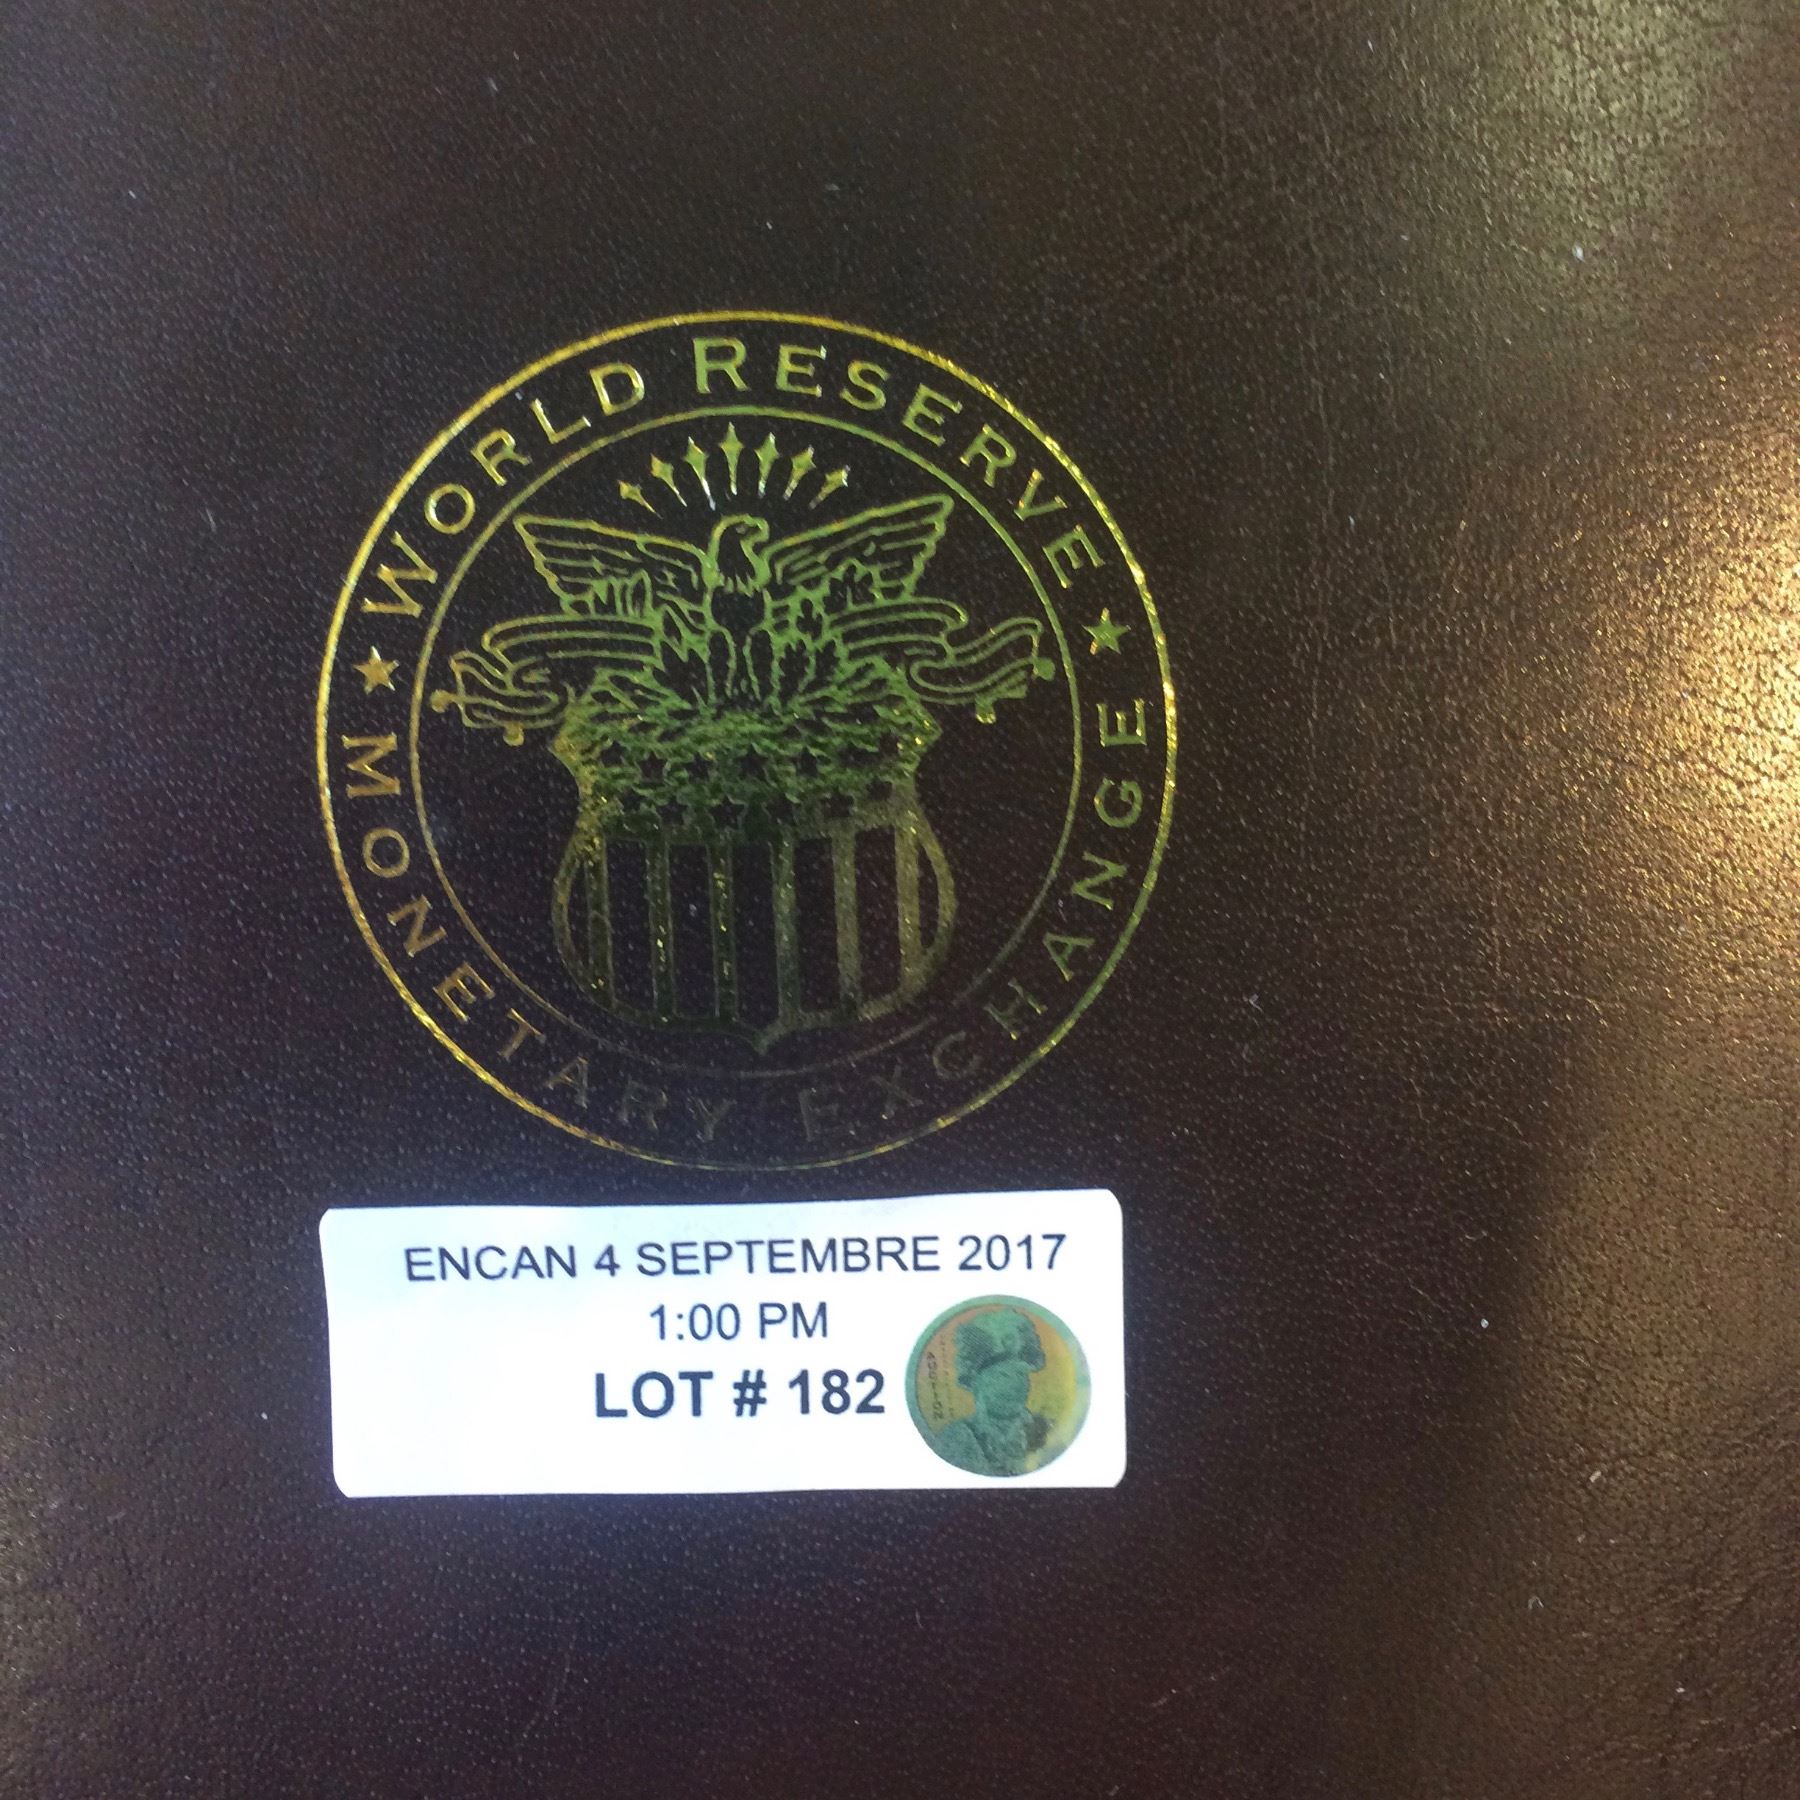 WORLD RESERVE
MONETARY EXCHANGE
ENCAN 4 SEPTEMBRE 2017
1:00 PM
LOT # 182